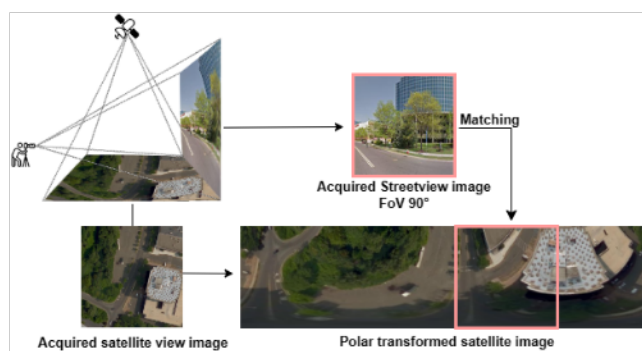 Matching
Acquired Streetview image
FoV 90°
Acquired satellite view image
Polar transformed satellite image